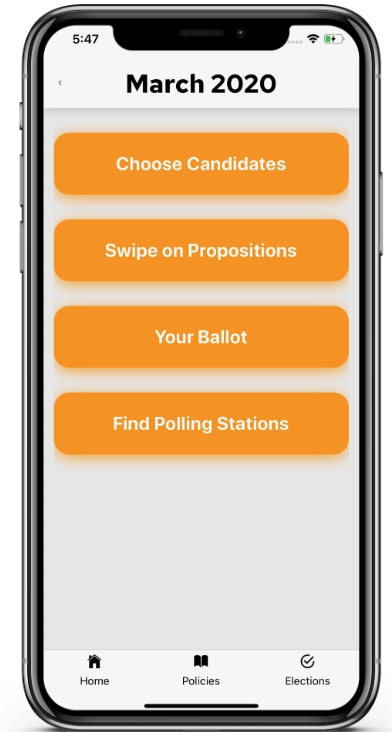 5:47
March 2020
Choose Candidates
Swipe on Propositions
Your Ballot
Find Polling Stations
Home
Policies
Elections